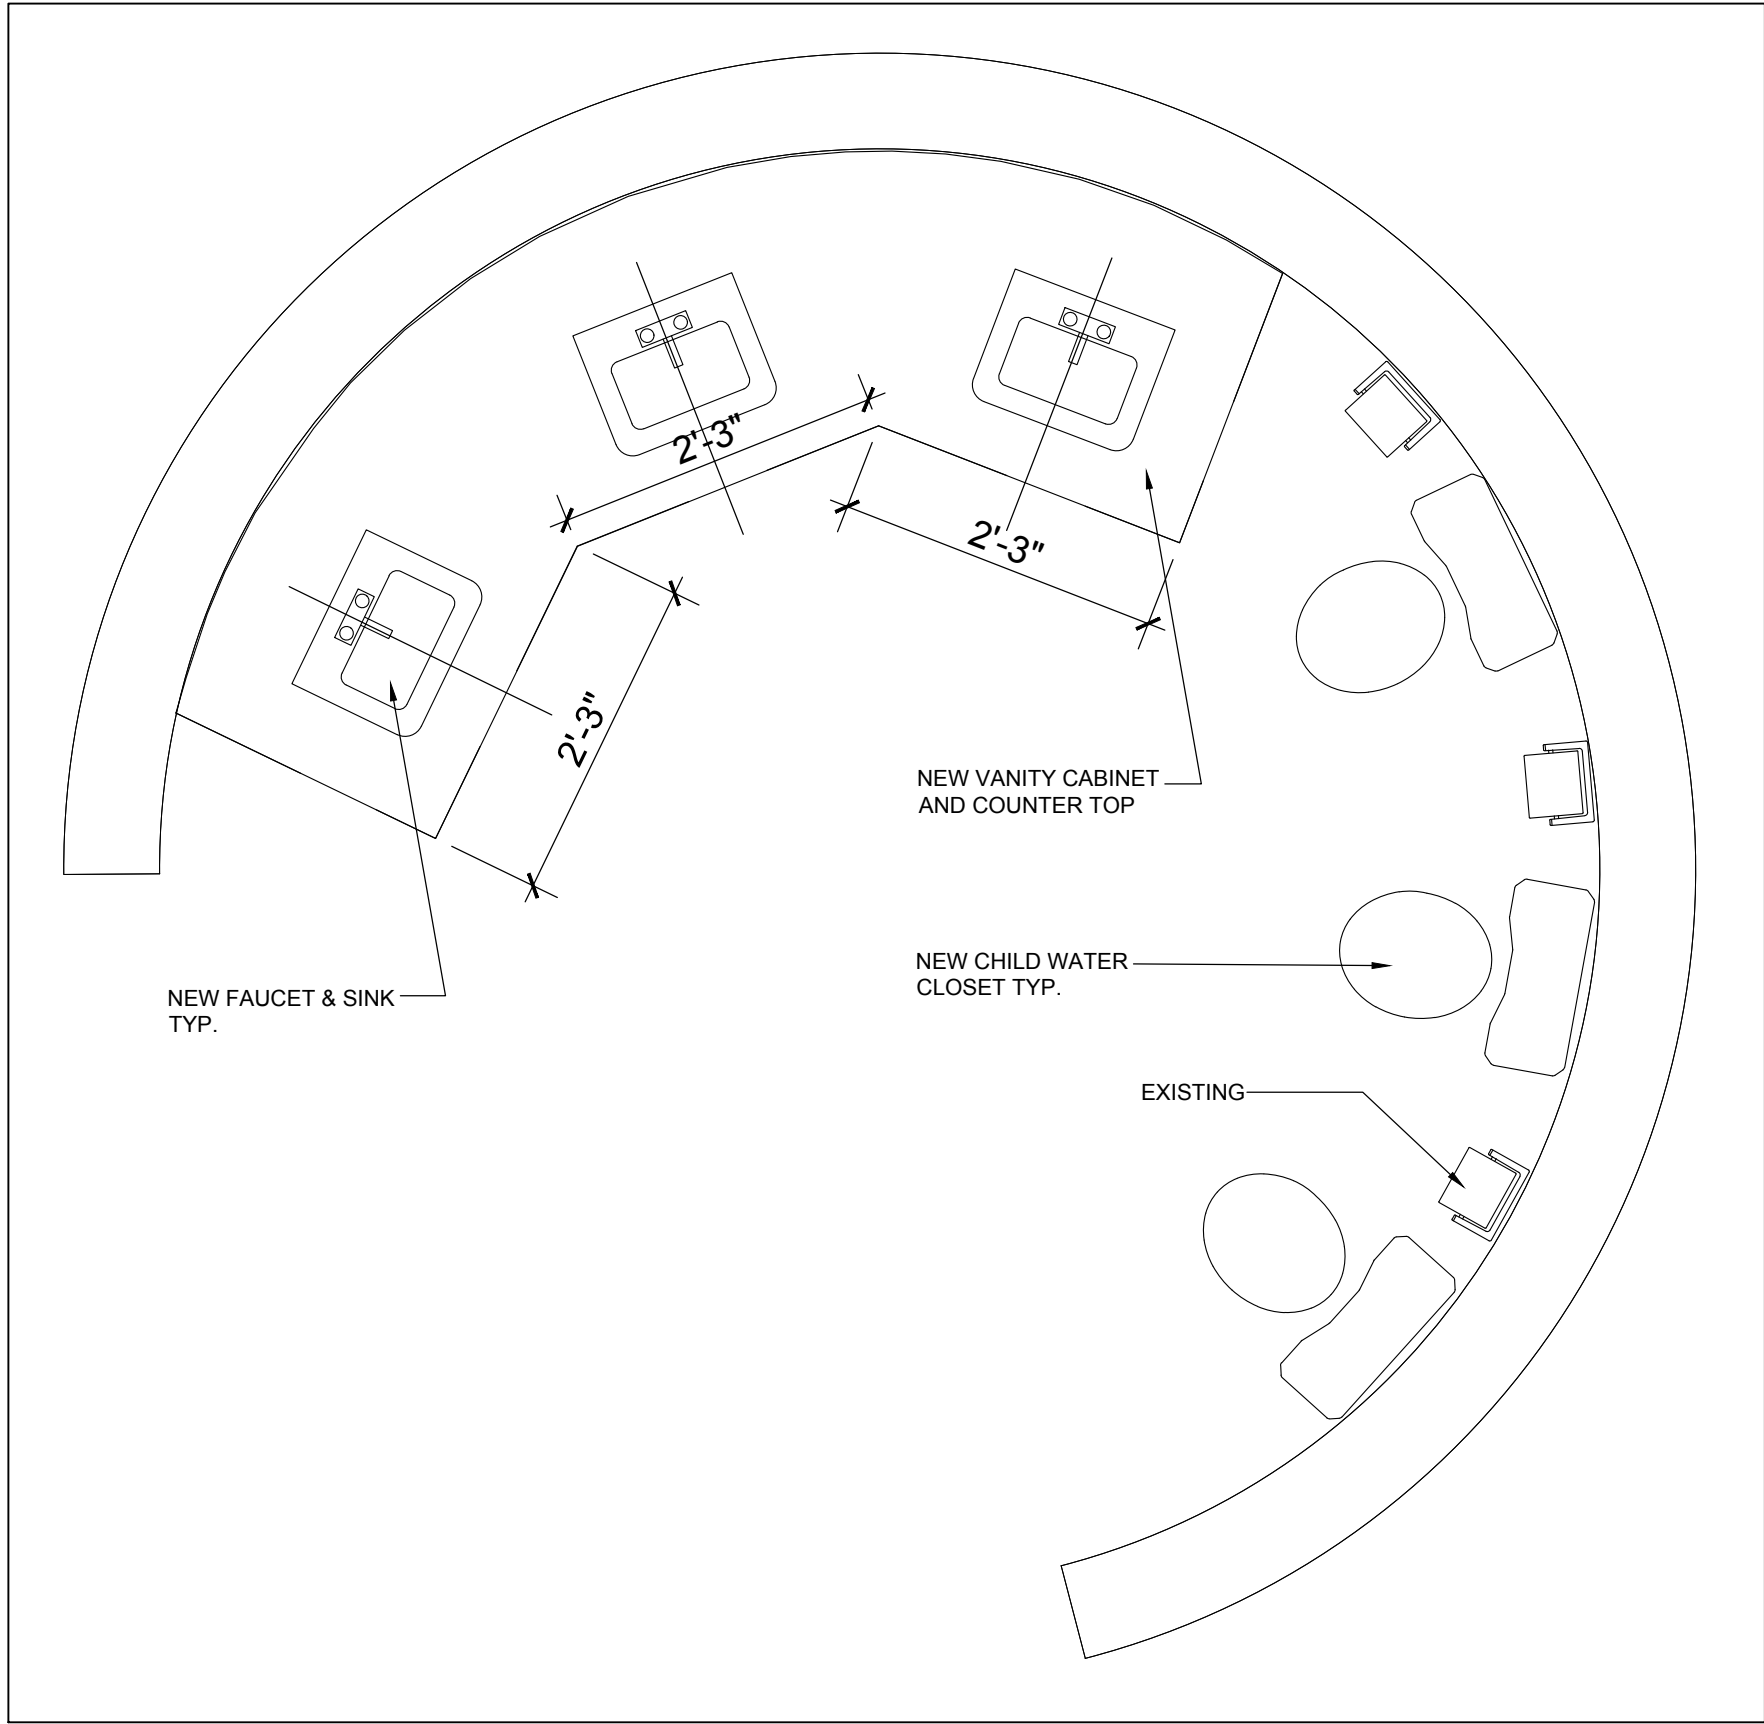 2'-3"
2'-3"
2'-3"
NEW VANITY CABINET
AND COUNTER TOP
NEW FAUCET & SINK
TYP.
NEW CHILD WATER
CLOSET TYP.
EXISTING